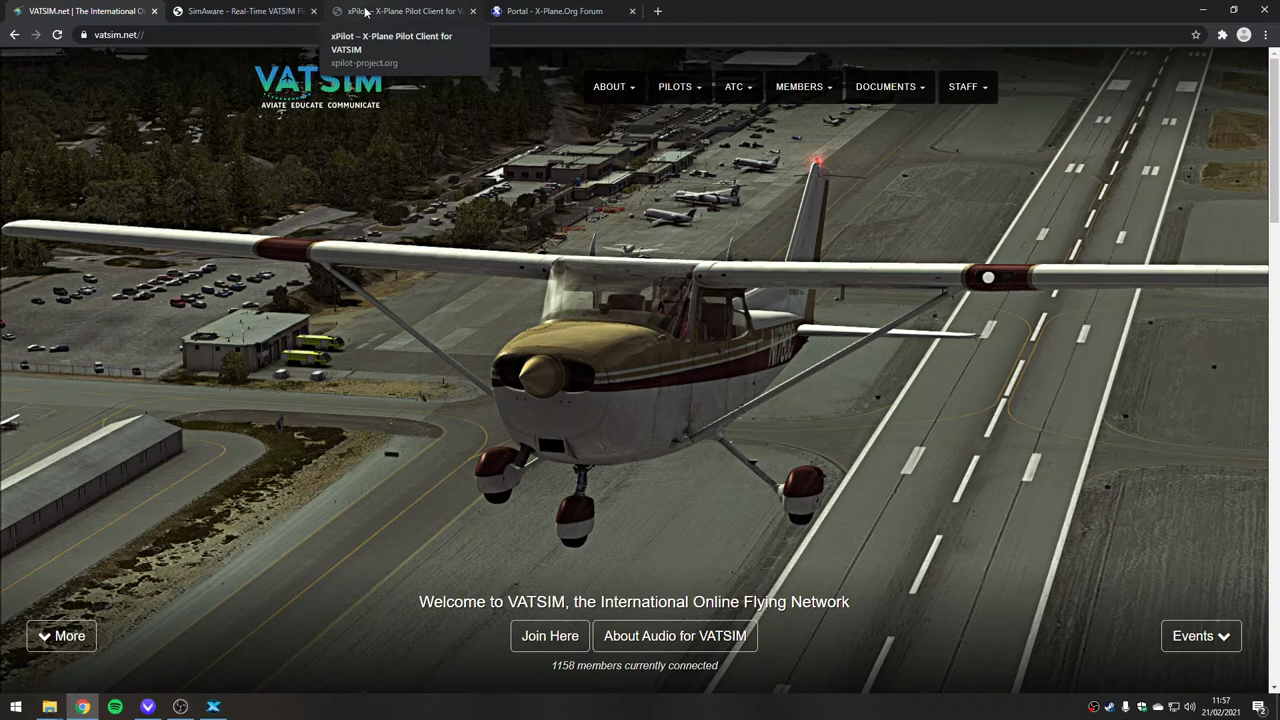 VATSIM.net | The International O
SimAware - Real-Time VATSIM Fl
xPilot – X-Plane Pilot Client for V
Portal - X-Plane.Org Forum
vatsim.net//
xPilot – X-Plane Pilot Client for
VATSIM
xpilot-project.org
VATSIM
AVIATE EDUCATE COMMUNICATE
ABOUT
PILOTS
ATC
MEMBERS
DOCUMENTS
STAFF
Welcome to VATSIM, the International Online Flying Network
More
Join Here
About Audio for VATSIM
Events
1158 members currently connected
11:57
21/02/2021
2